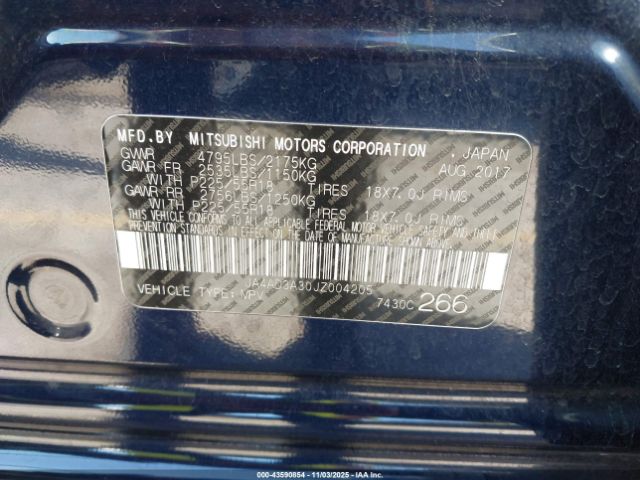 MFD.BY MITSUBISHI MOTORS CORPORATION , JAPAN
GVWR 4795LBS/2175KG AUG 2017
GAWR FR 2535LBS/1150KG
WITH P225/55R18 TIRES 18X7.0J RIMS
GAWR RR 2756LBS/1250KG
WITH P225/55R18 TIRES 18X7.0J RIMS
THIS VEHICLE CONFORMS TO ALL APPLICABLE FEDERAL MOTOR VEHICLE SAFETY AND THEFT
PREVENTION STANDARDS IN EFFECT ON THE DATE OF MANUFACTURE SHOWN ABOVE.
JA4AD3A30JZ004205
VEHICLE TYPE: MPV 7430C 266
000-43590854 - 11/03/2025 - IAAI.COM